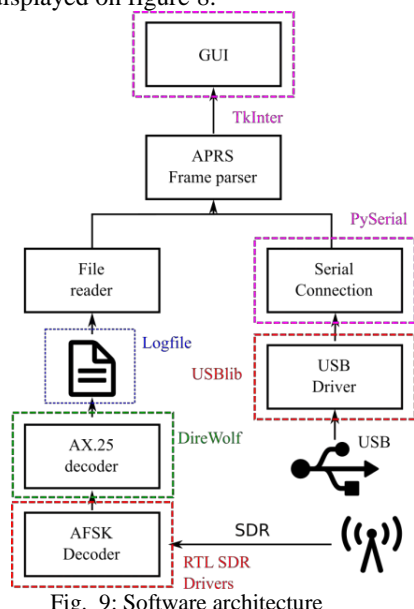 displayed on figure 8.
GUI
TkInter
APRS
Frame parser
PySerial
File
reader
Serial
Connection
Logfile
USBlib
USB
Driver
DireWolf
USB
AX.25
decoder
AFSK
Decoder
SDR
RTL SDR
Drivers
Fig. 9: Software architecture